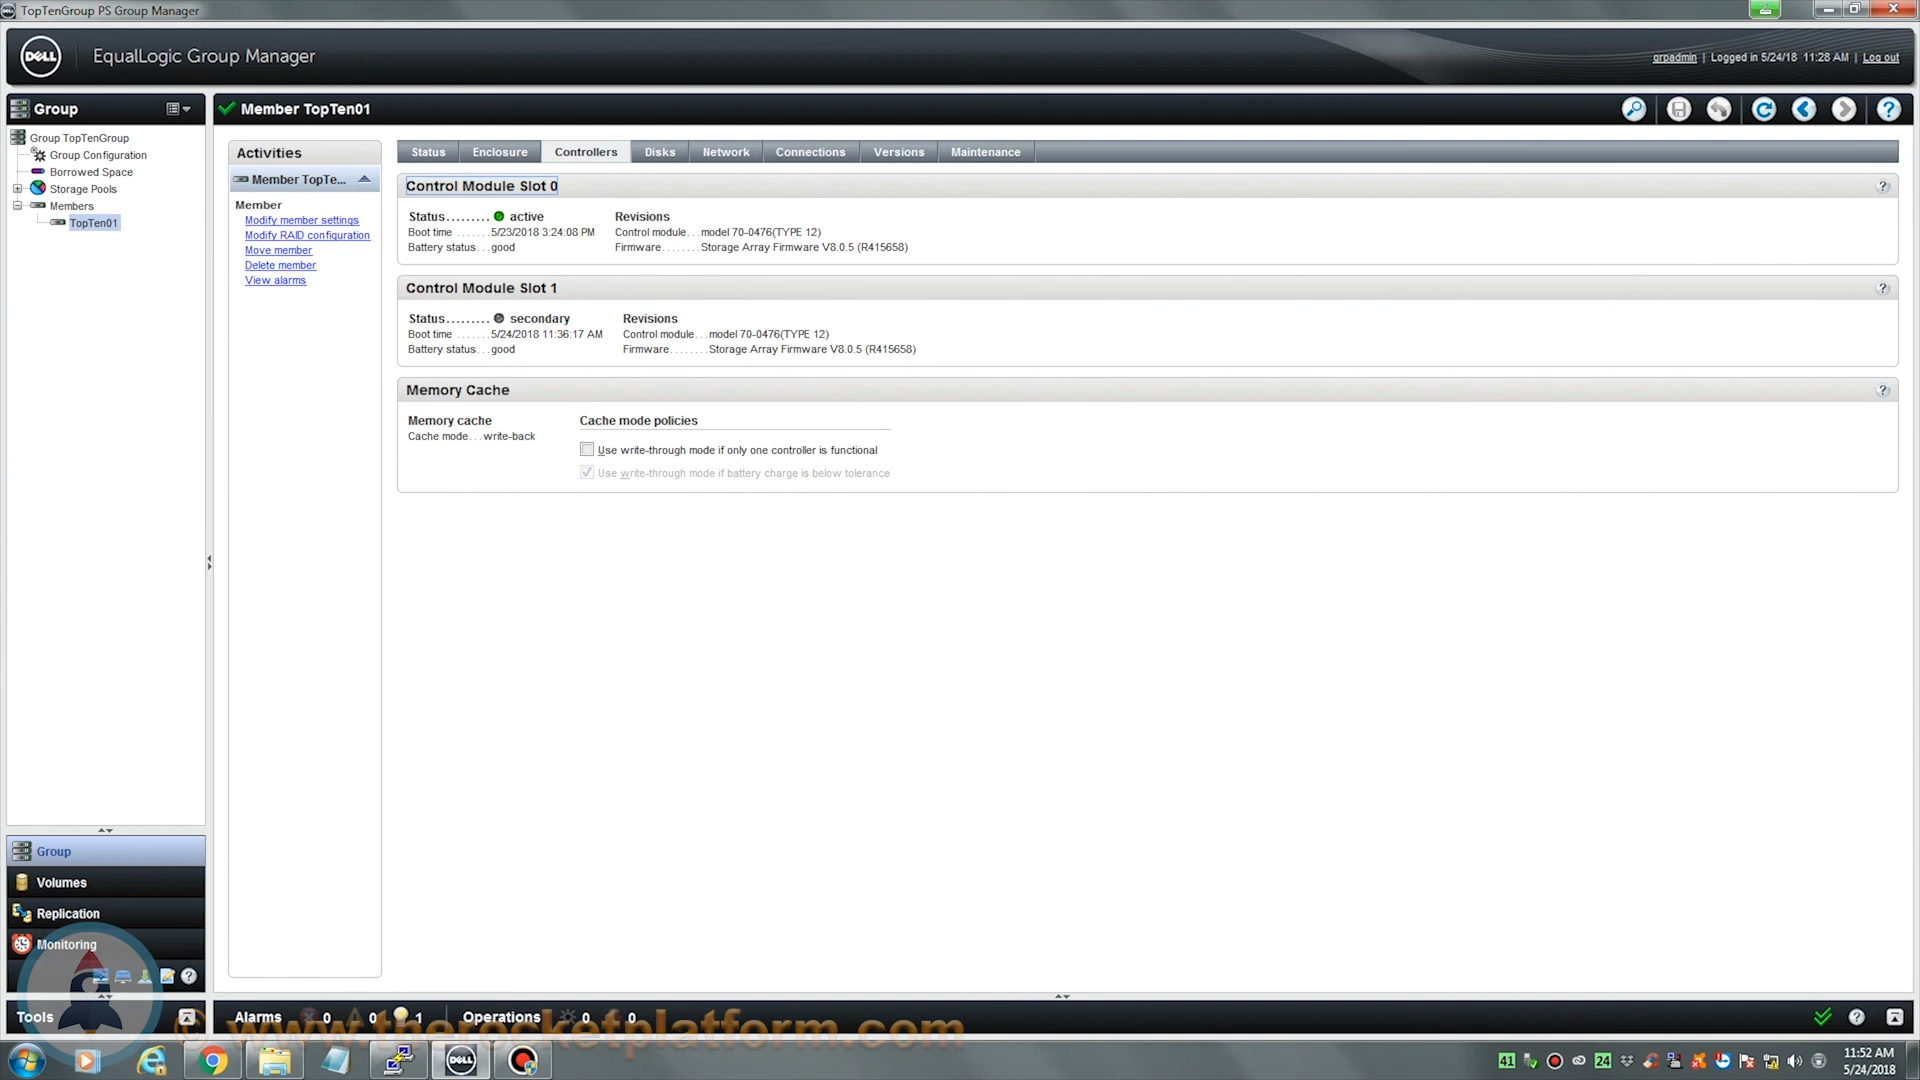 TopTenGroup PS Group Manager
DELL
EqualLogic Group Manager
grpadmin | Logged in 5/24/18 11:28 AM | Log out
Group
Member TopTen01
Group TopTenGroup
Group Configuration
Borrowed Space
Storage Pools
Members
TopTen01
Activities
Member TopTe...
Member
Modify member settings
Modify RAID configuration
Move member
Delete member
View alarms
Status
Enclosure
Controllers
Disks
Network
Connections
Versions
Maintenance
Control Module Slot 0
Status......... active
Boot time .......5/23/2018 3:24:08 PM
Battery status...good
Revisions
Control module...model 70-0476(TYPE 12)
Firmware........Storage Array Firmware V8.0.5 (R415658)
Control Module Slot 1
Status......... secondary
Boot time .......5/24/2018 11:36:17 AM
Battery status...good
Revisions
Control module...model 70-0476(TYPE 12)
Firmware........Storage Array Firmware V8.0.5 (R415658)
Memory Cache
Memory cache
Cache mode...write-back
Cache mode policies
Use write-through mode if only one controller is functional
Use write-through mode if battery charge is below tolerance
Group
Volumes
Replication
Monitoring
Tools
Alarms 0 0 1 Operations 0 0
© www.therocketplatform.com
DELL
41
24
11:52 AM
5/24/2018